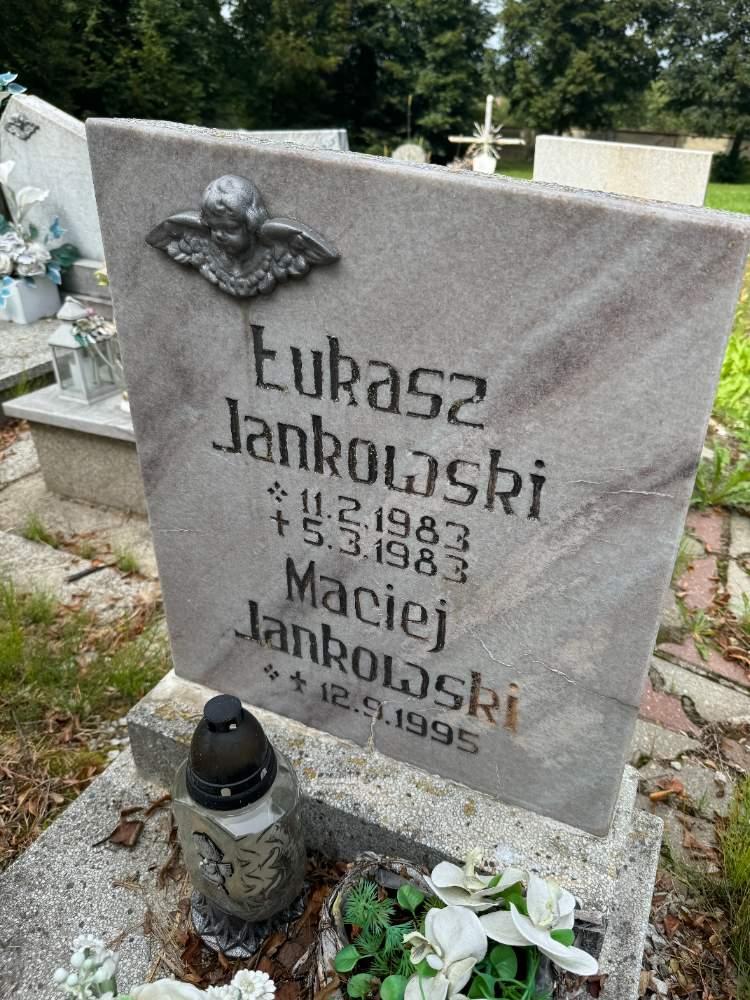 Łukasz
Jankowski
* 11.2.1983
+ 5.3.1983
Maciej
Jankowski
* + 12.9.1995